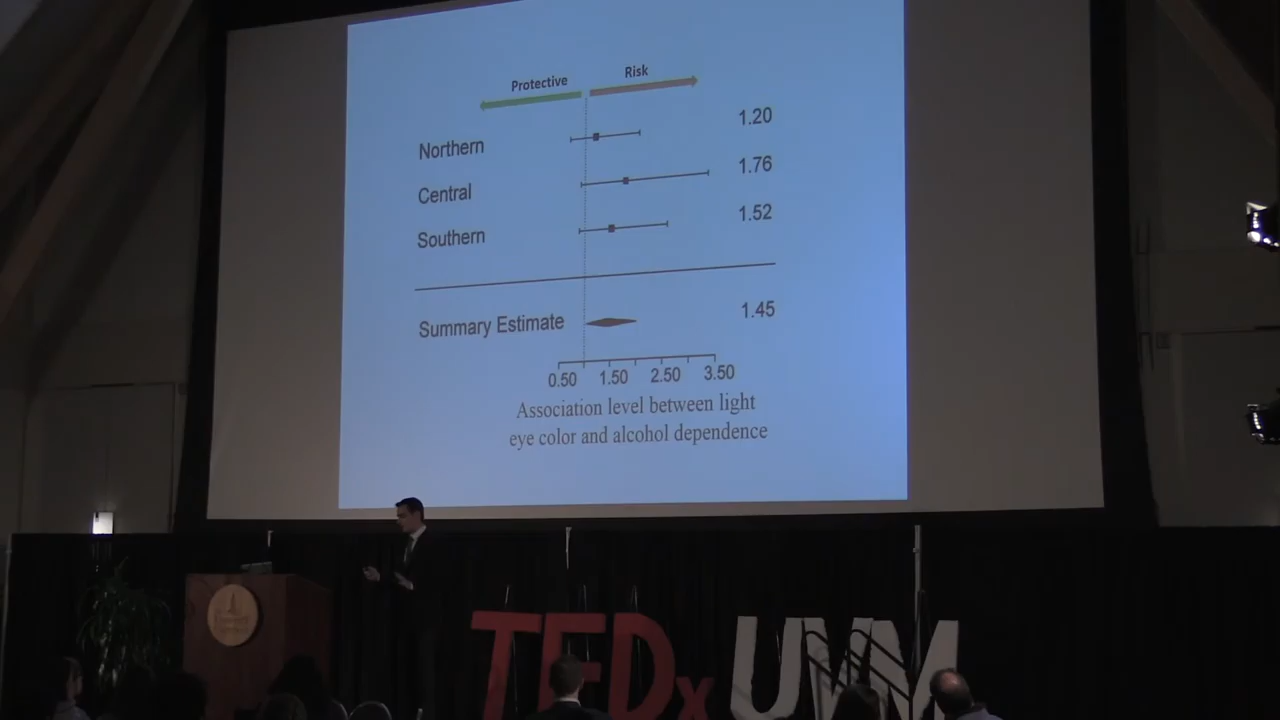 Protective Risk
Northern 1.20
Central 1.76
Southern 1.52
Summary Estimate 1.45
0.50 1.50 2.50 3.50
Association level between light
eye color and alcohol dependence
TEDx UVM